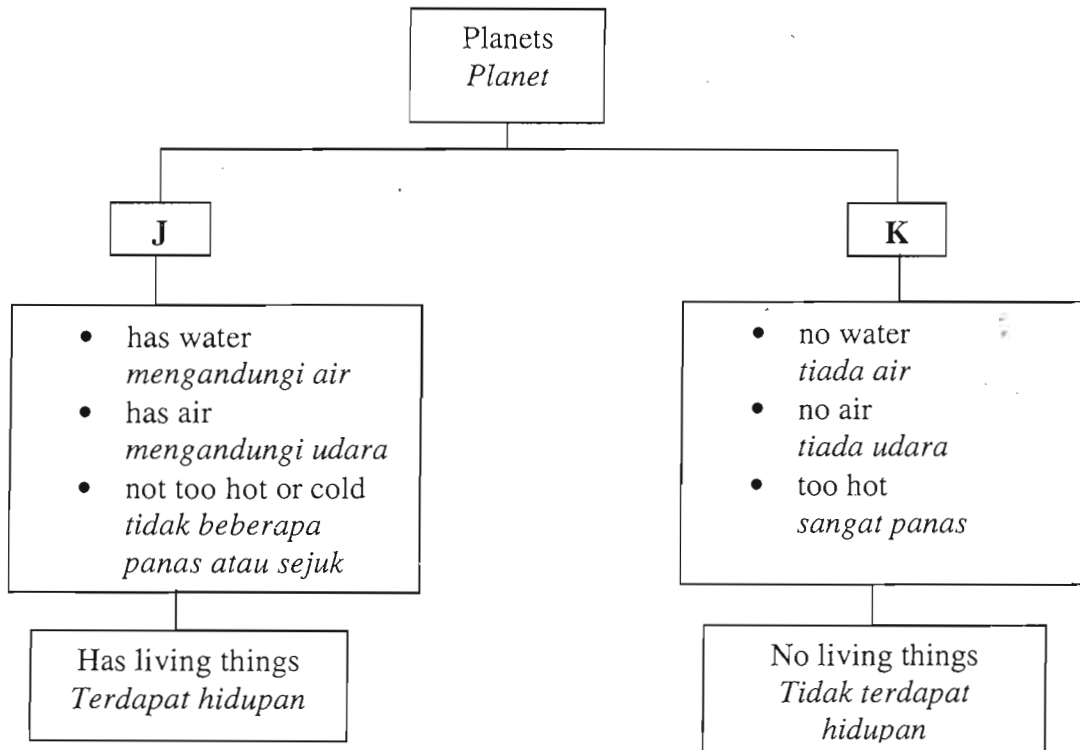 Planets
Planet
J
K
• has water
mengandungi air
• has air
mengandungi udara
• not too hot or cold
tidak beberapa
panas atau sejuk
• no water
tiada air
• no air
tiada udara
• too hot
sangat panas
Has living things
Terdapat hidupan
No living things
Tidak terdapat
hidupan